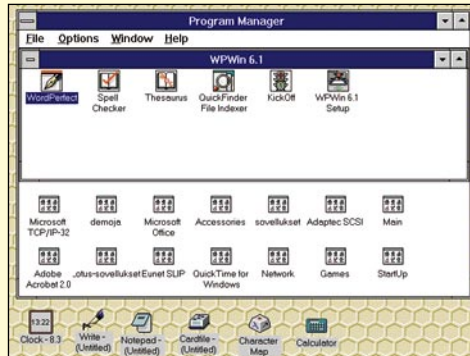 Program Manager
File Options Window Help
WPWin 6.1
WordPerfect Spell Checker Thesaurus QuickFinder File Indexer KickOff WPWin 6.1 Setup
Microsoft TCP/IP-32 demoja Microsoft Office Accessories sovellukset Adaptec SCSI Main
Adobe Acrobat 2.0 .otus-sovellukset Eunet SLIP QuickTime for Windows Network Games StartUp
13:22
Clock - 8.3 Write - (Untitled) Notepad - (Untitled) Cardfile - (Untitled) Character Map Calculator